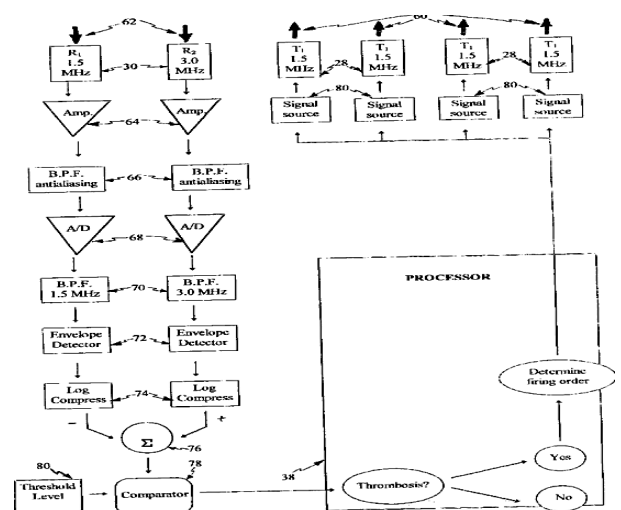 62
60
R₁
1.5
MHz
30
R₂
3.0
MHz
T₁
1.5
MHz
28
T₁
1.5
MHz
T₁
1.5
MHz
28
T₁
1.5
MHz
80
80
Signal
source
Signal
source
Signal
source
Signal
source
Amp.
64
Amp.
B.P.F.
antialiasing
66
B.P.F.
antialiasing
A/D
68
A/D
B.P.F.
1.5 MHz
70
B.P.F.
3.0 MHz
PROCESSOR
Envelope
Detector
72
Envelope
Detector
Determine
firing order
Log
Compress
74
Log
Compress
−
+
Σ
76
78
80
38
Threshold
Level
Comparator
Thrombosis?
Yes
No